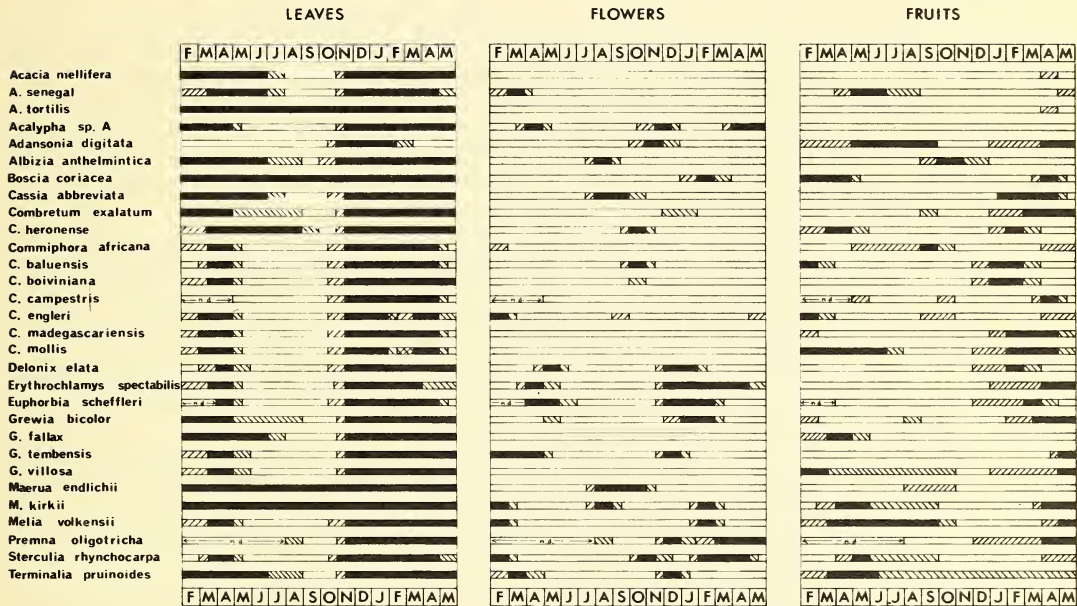 LEAVES FLOWERS FRUITS
F M A M J J A S O N D J F M A M F M A M J J A S O N D J F M A M F M A M J J A S O N D J F M A M
Acacia mellifera
A. senegal
A. tortilis
Acalypha sp. A
Adansonia digitata
Albizia anthelmintica
Boscia coriacea
Cassia abbreviata
Combretum exalatum
C. heronense
Commiphora africana
C. baluensis
C. boiviniana
C. campestris n d n d n d
C. engleri
C. madegascariensis
C. mollis
Delonix elata
Erythrochlamys spectabilis
Euphorbia scheffleri n d n d n d
Grewia bicolor
G. fallax
G. tembensis
G. villosa
Maerua endlichii
M. kirkii
Melia volkensii
Premna oligotricha n d n d n d
Sterculia rhynchocarpa
Terminalia pruinoides
F M A M J J A S O N D J F M A M F M A M J J A S O N D J F M A M F M A M J J A S O N D J F M A M